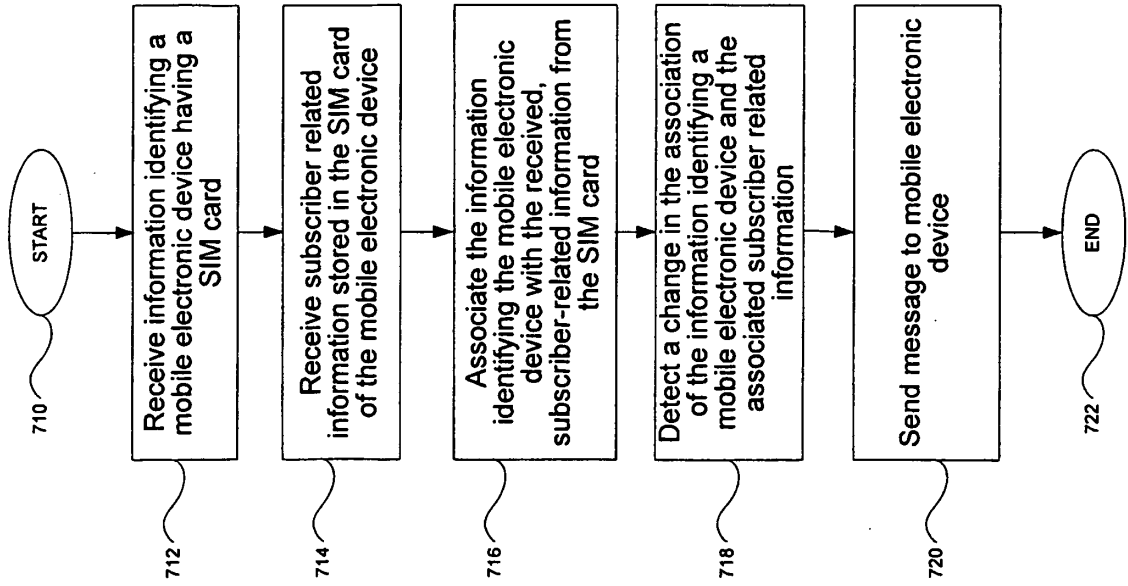 START
710
Receive information identifying a
mobile electronic device having a
SIM card
712
Receive subscriber related
information stored in the SIM card
of the mobile electronic device
714
Associate the information
identifying the mobile electronic
device with the received,
subscriber-related information from
the SIM card
716
Detect a change in the association
of the information identifying a
mobile electronic device and the
associated subscriber related
information
718
Send message to mobile electronic
device
720
END
722